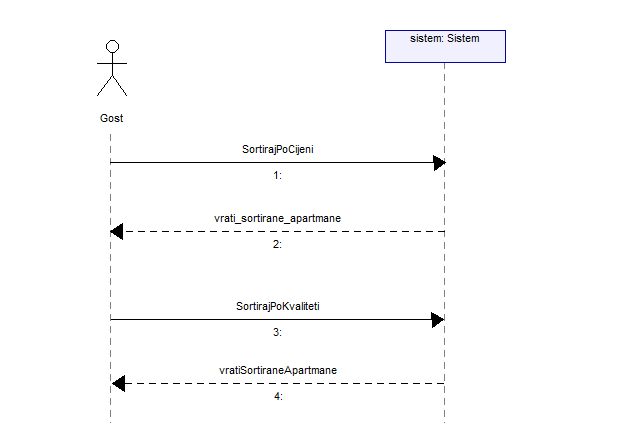 sistem: Sistem
Gost
SortirajPoCijeni
1:
vrati_sortirane_apartmane
2:
SortirajPoKvaliteti
3:
vratiSortiraneApartmane
4: